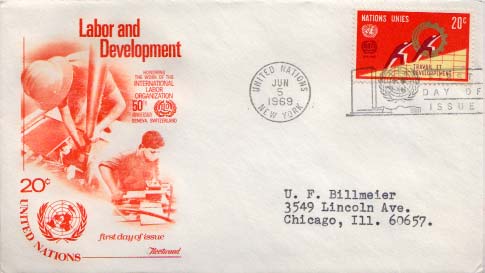 Labor and
Development
HONORING
THE WORK OF THE
INTERNATIONAL
LABOR
ORGANIZATION
50TH
ANNIVERSARY
GENEVA, SWITZERLAND
20¢
UNITED NATIONS
first day of issue
Fleetwood
UNITED NATIONS
JUN
5
1969
NEW YORK
NATIONS UNIES
20c
TRAVAIL ET
DEVELOPPEMENT
DAY OF
ISSUE
U. F. Billmeier
3549 Lincoln Ave.
Chicago, Ill. 60657.